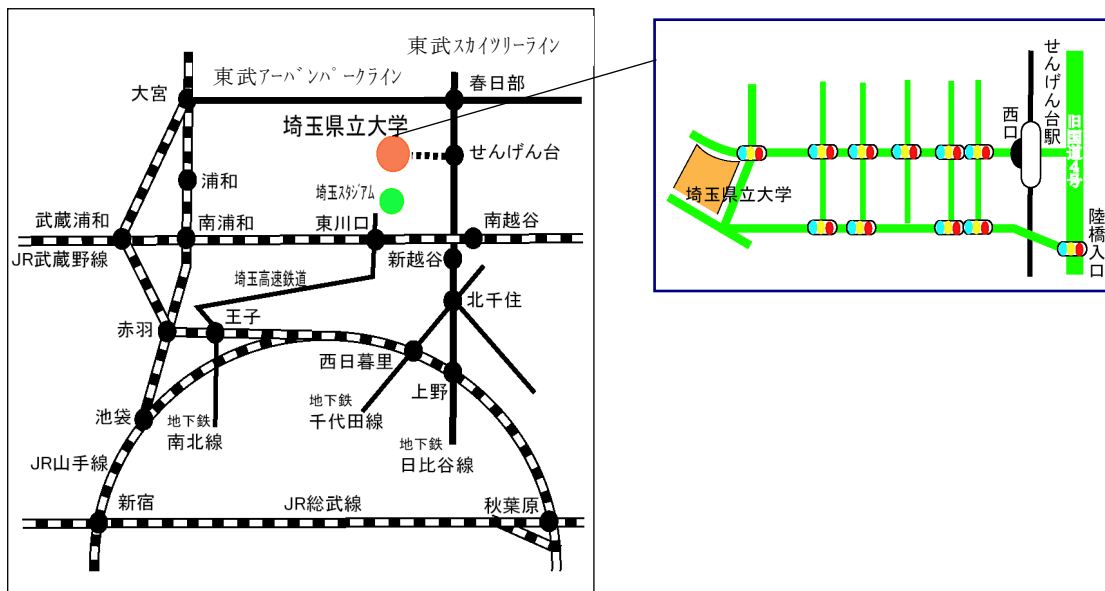 東武スカイツリーライン
東武アーバンパークライン
大宮
春日部
埼玉県立大学
せんげん台
浦和
埼玉スタジアム
武蔵浦和
南浦和
東川口
南越谷
JR武蔵野線
新越谷
埼玉高速鉄道
北千住
赤羽
王子
西日暮里
上野
池袋
地下鉄
南北線
地下鉄
千代田線
地下鉄
日比谷線
JR山手線
新宿
JR総武線
秋葉原
せんげん台駅
西口
旧国道4号
埼玉県立大学
陸橋入口